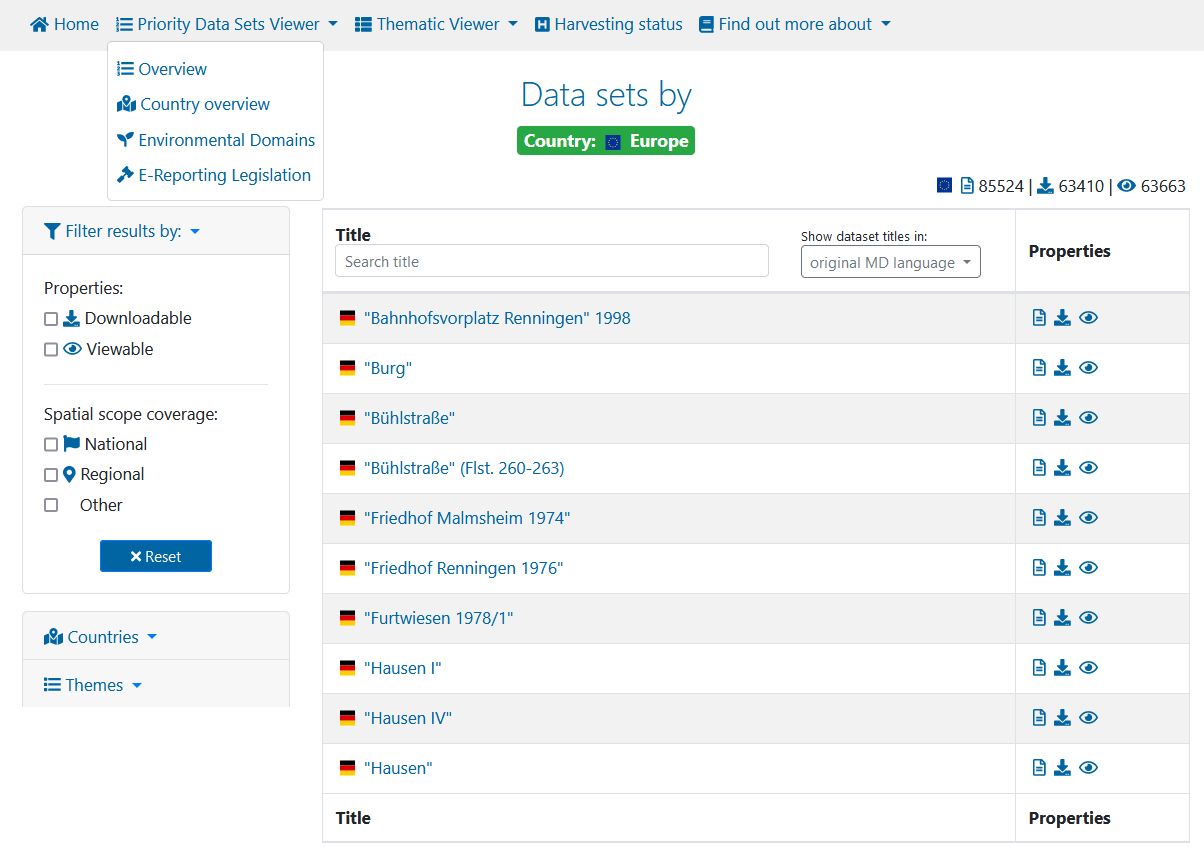 Home Priority Data Sets Viewer Thematic Viewer Harvesting status Find out more about
Overview
Country overview
Environmental Domains
E-Reporting Legislation
Data sets by
Country: Europe
85524 | 63410 | 63663
Filter results by:
Properties:
Downloadable
Viewable
Spatial scope coverage:
National
Regional
Other
Reset
Countries
Themes
Title
Search title
Show dataset titles in:
original MD language
Properties
"Bahnhofsvorplatz Renningen" 1998
"Burg"
"Bühlstraße"
"Bühlstraße" (Flst. 260-263)
"Friedhof Malmsheim 1974"
"Friedhof Renningen 1976"
"Furtwiesen 1978/1"
"Hausen I"
"Hausen IV"
"Hausen"
Title Properties